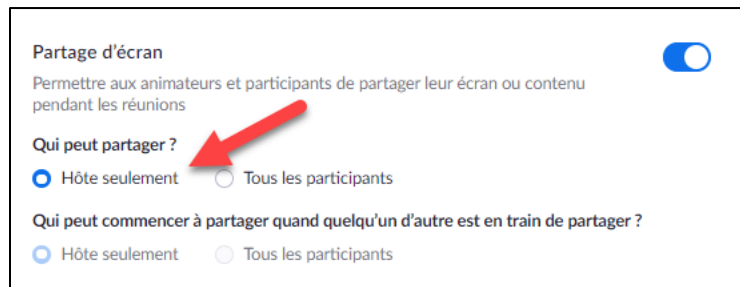 Partage d’écran
Permettre aux animateurs et participants de partager leur écran ou contenu
pendant les réunions
Qui peut partager ?
Hôte seulement Tous les participants
Qui peut commencer à partager quand quelqu’un d’autre est en train de partager ?
Hôte seulement Tous les participants